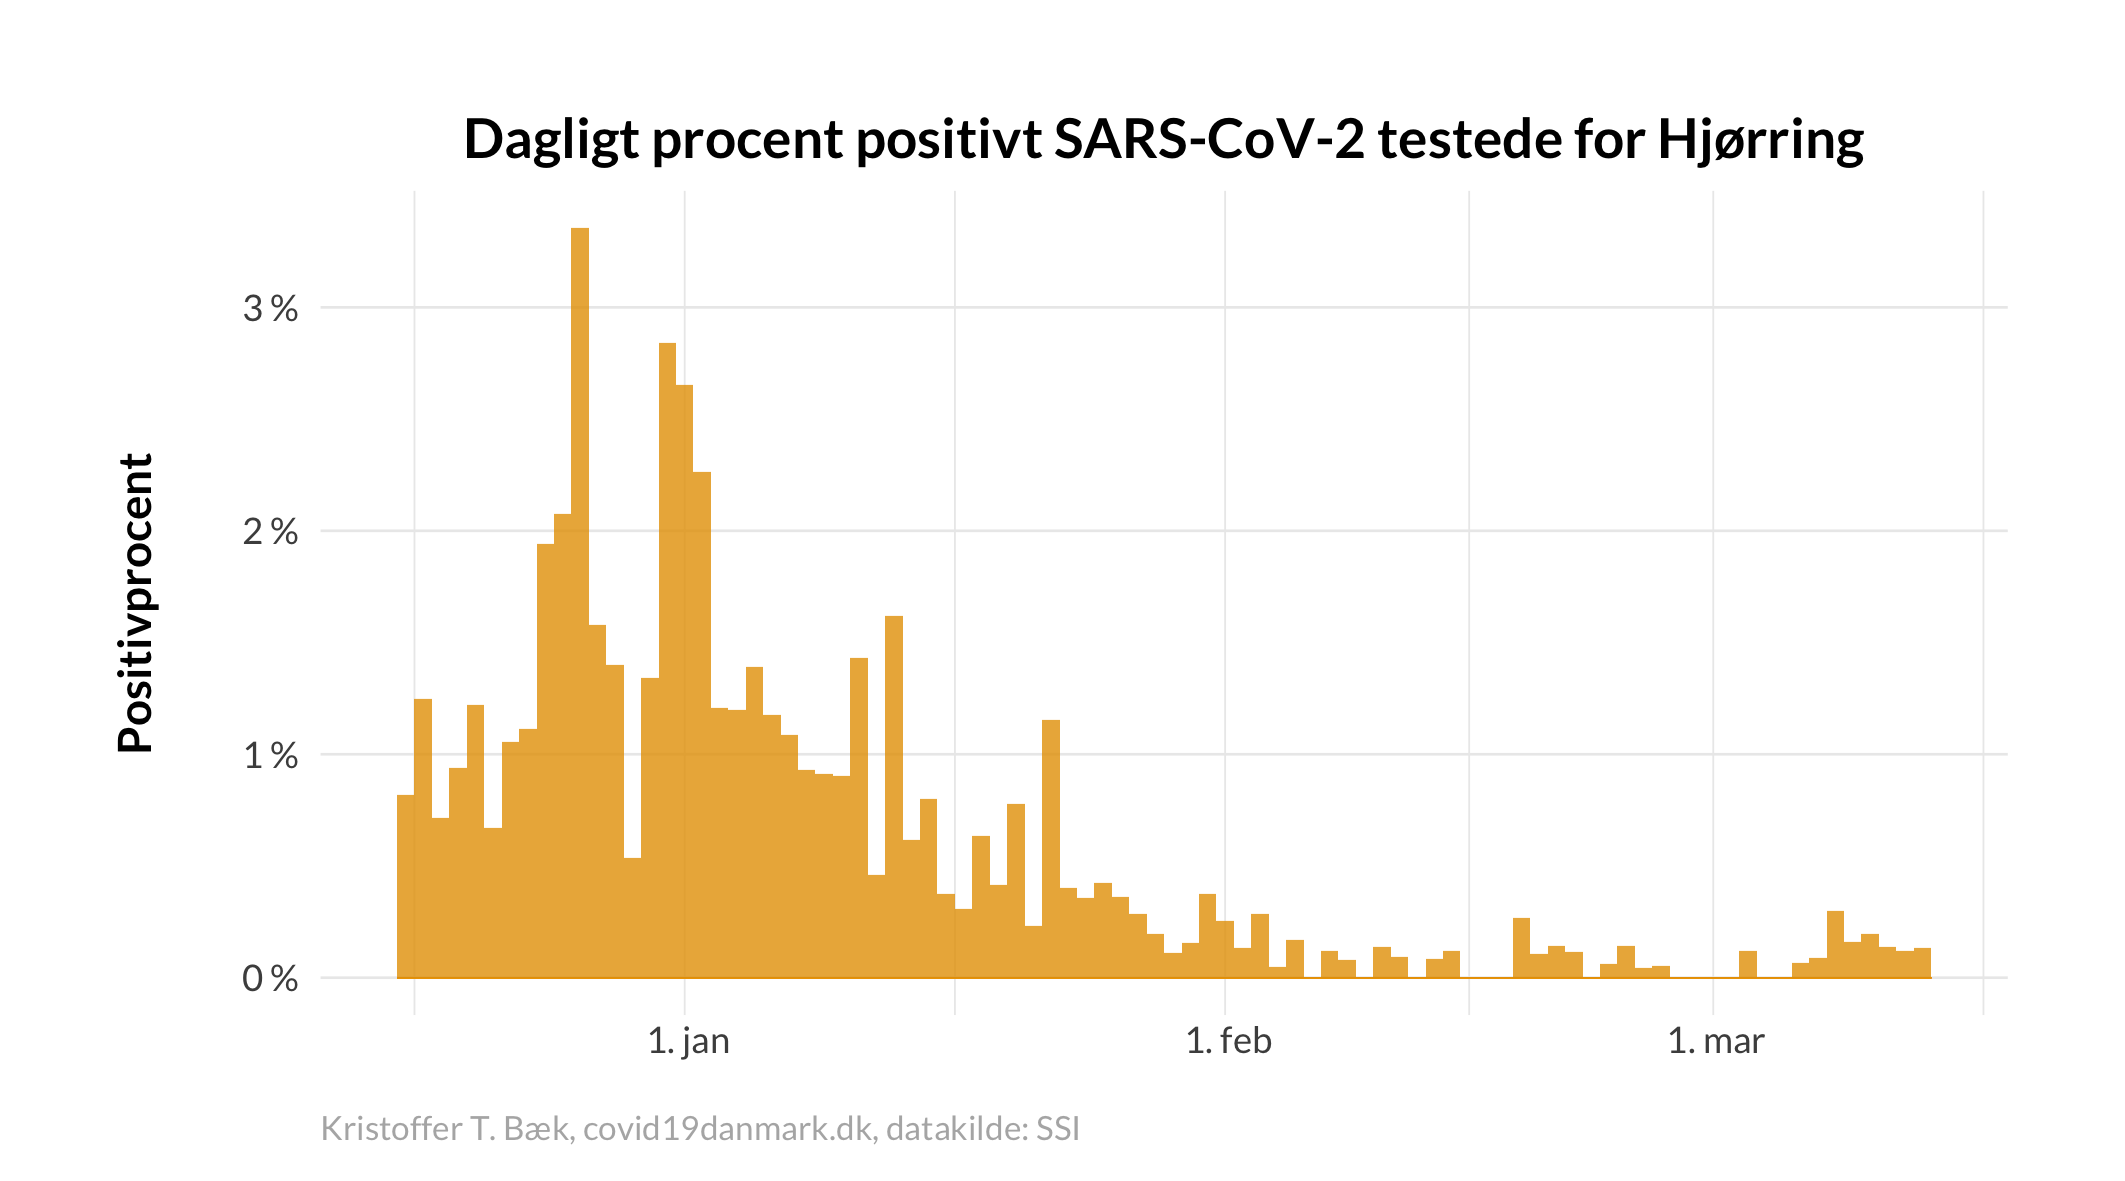 Dagligt procent positivt SARS-CoV-2 testede for Hjørring
Positivprocent
3 %
2 %
1 %
0 %
1. jan
1. feb
1. mar
Kristoffer T. Bæk, covid19danmark.dk, datakilde: SSI